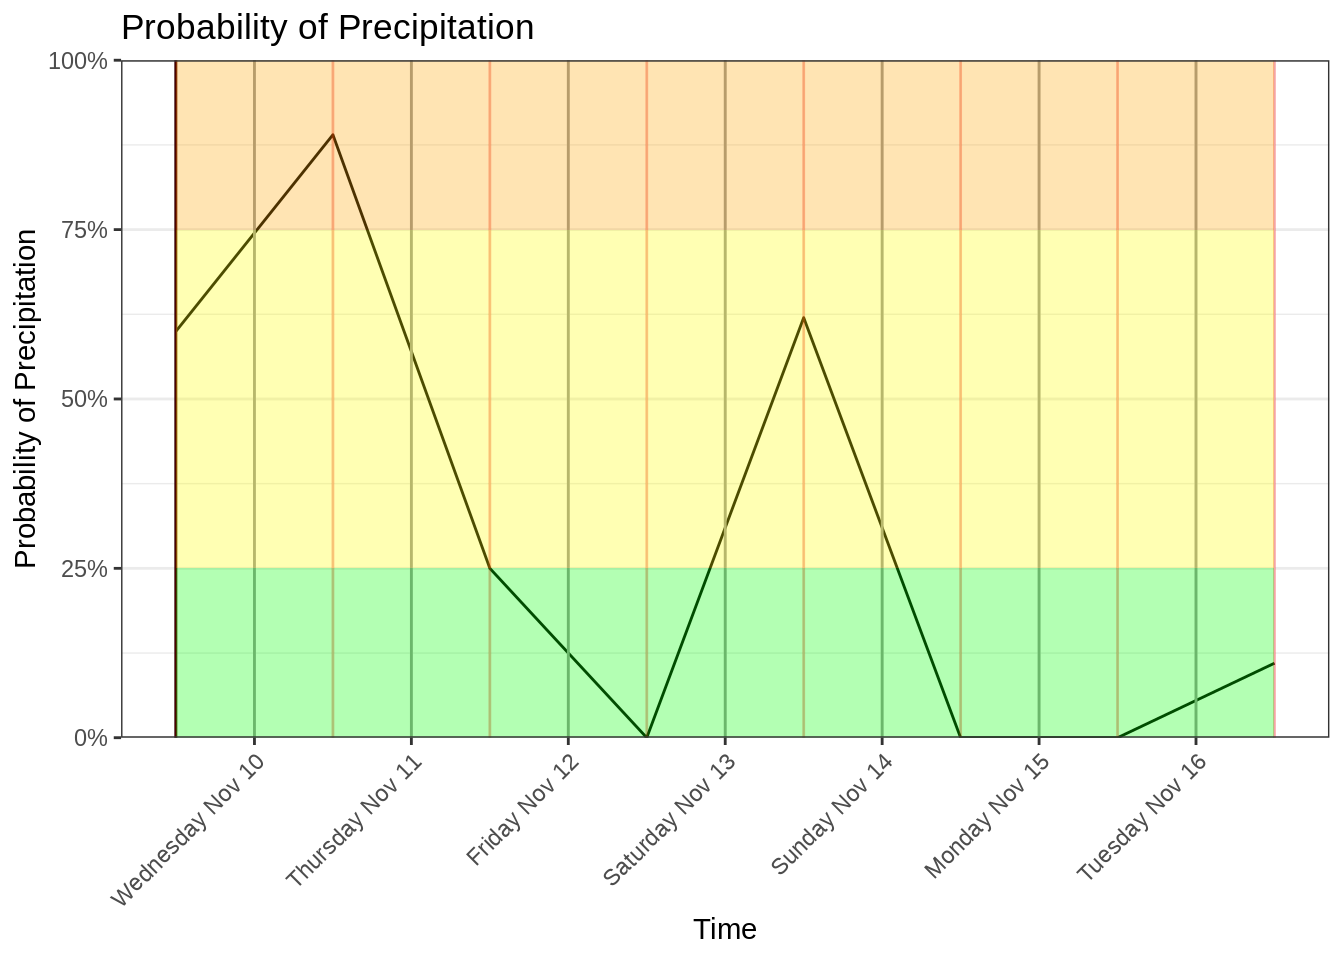 Probability of Precipitation
Probability of Precipitation
100%
75%
50%
25%
0%
Wednesday Nov 10
Thursday Nov 11
Friday Nov 12
Saturday Nov 13
Sunday Nov 14
Monday Nov 15
Tuesday Nov 16
Time